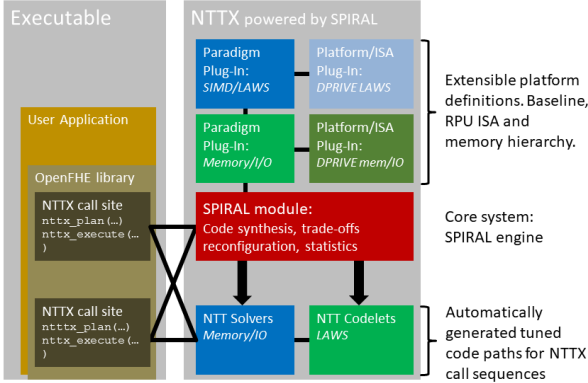 Executable
User Application
OpenFHE library
NTTX call site
nttx_plan(…)
nttx_execute(…
)
NTTX call site
ntttx_plan(…)
nttx_execute(…
)
NTTX powered by SPIRAL
Paradigm
Plug-In:
SIMD/LAWS
Platform/ISA
Plug-In:
DPRIVE LAWS
Paradigm
Plug-In:
Memory/I/O
Platform/ISA
Plug-In:
DPRIVE mem/IO
SPIRAL module:
Code synthesis, trade-offs
reconfiguration, statistics
NTT Solvers
Memory/IO
NTT Codelets
LAWS
Extensible platform
definitions. Baseline,
RPU ISA and
memory hierarchy.
Core system:
SPIRAL engine
Automatically
generated tuned
code paths for NTTX
call sequences